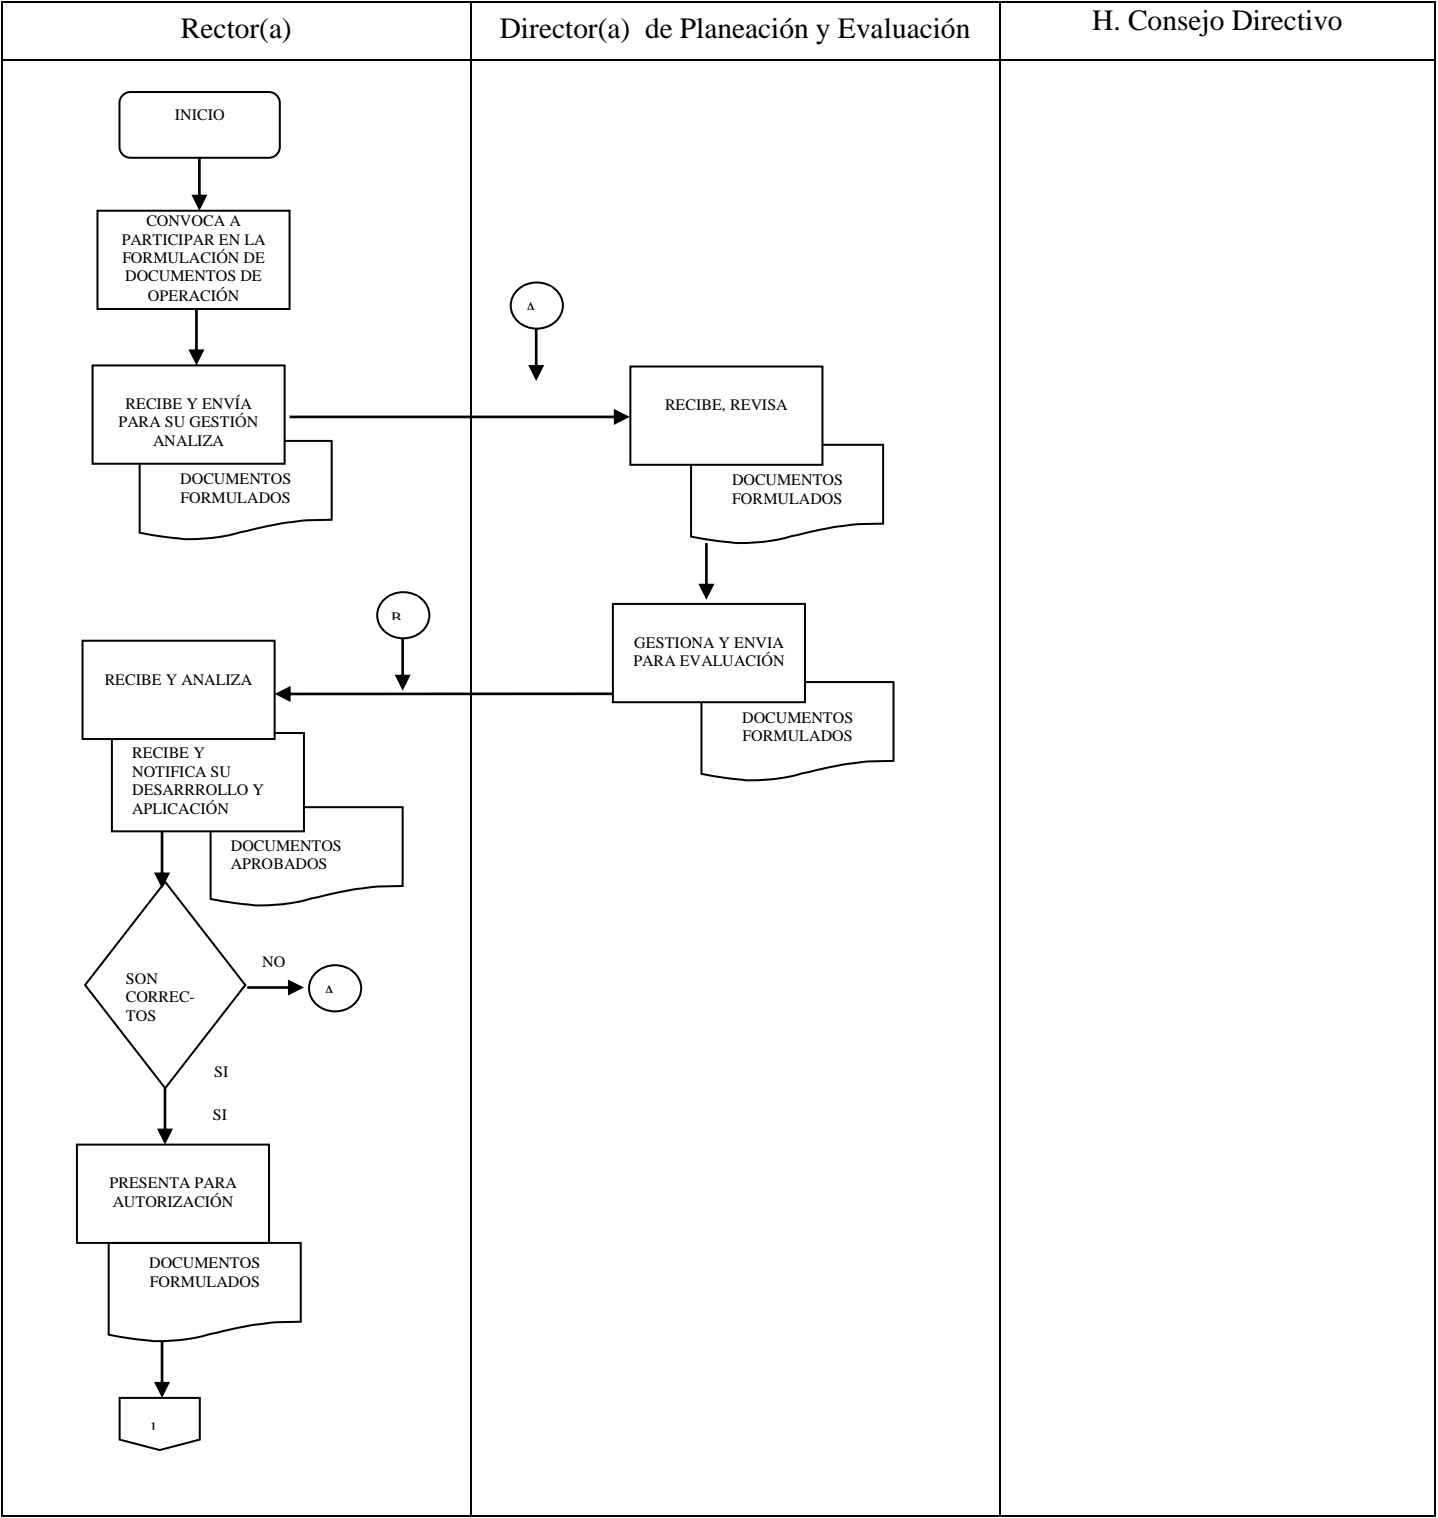 Rector(a)
Director(a)  de Planeación y Evaluación
H. Consejo Directivo
INICIO
CONVOCA A
PARTICIPAR EN LA
FORMULACIÓN DE
DOCUMENTOS DE
OPERACIÓN
RECIBE Y ENVÍA
PARA SU GESTIÓN
ANALIZA
DOCUMENTOS
FORMULADOS
A
RECIBE, REVISA
DOCUMENTOS
FORMULADOS
GESTIONA Y ENVIA
PARA EVALUACIÓN
DOCUMENTOS
FORMULADOS
B
RECIBE Y ANALIZA
RECIBE Y
NOTIFICA SU
DESARRROLLO Y
APLICACIÓN
DOCUMENTOS
APROBADOS
SON
CORREC-
TOS
NO
A
SI
SI
PRESENTA PARA
AUTORIZACIÓN
DOCUMENTOS
FORMULADOS
1